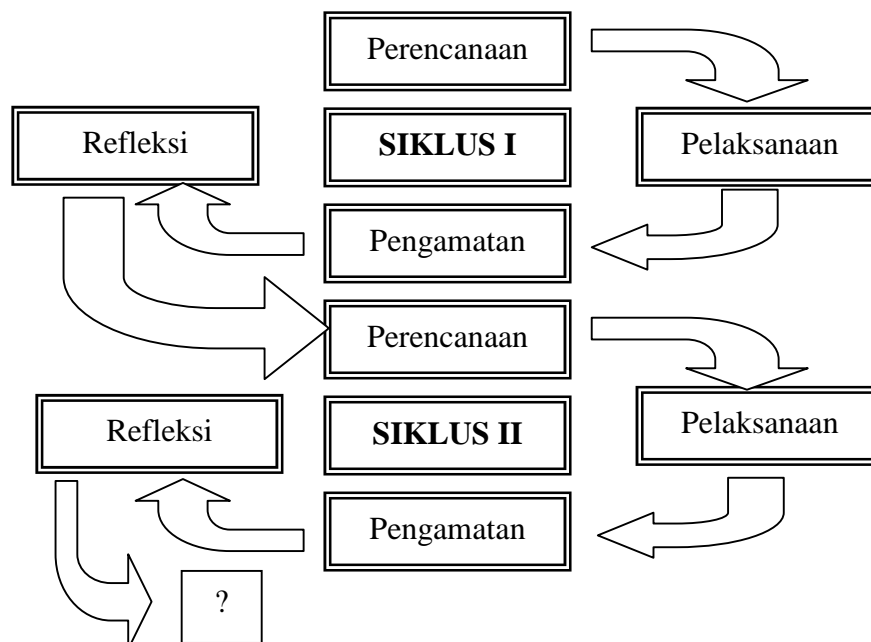 Perencanaan
Refleksi
SIKLUS I
Pelaksanaan
Pengamatan
Perencanaan
Refleksi
SIKLUS II
Pelaksanaan
Pengamatan
?